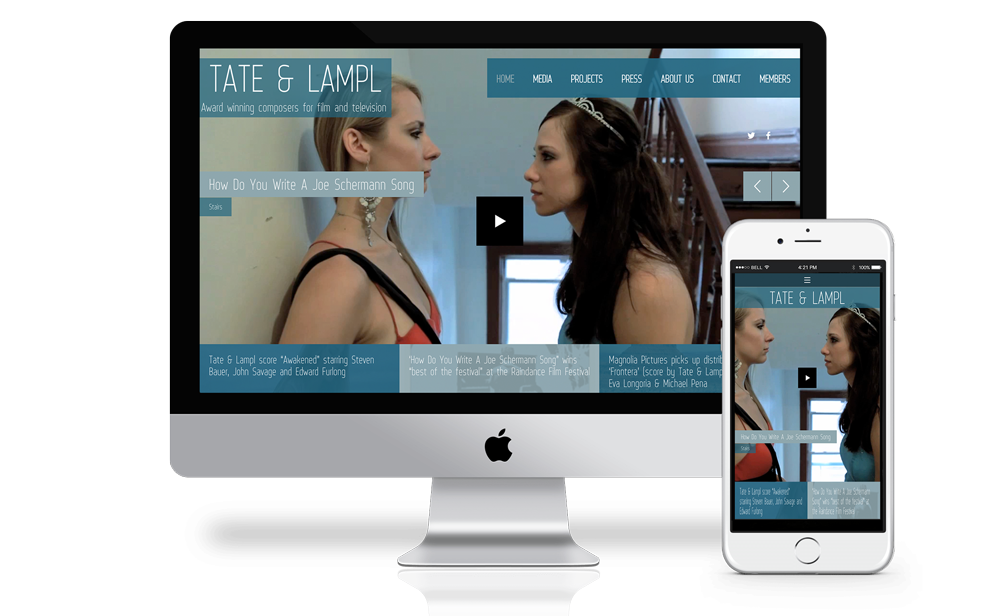 TATE & LAMPL
Award winning composers for film and television
HOME MEDIA PROJECTS PRESS ABOUT US CONTACT MEMBERS
How Do You Write A Joe Schermann Song
Stairs
Tate & Lampl score "Awakened" starring Steven
Bauer, John Savage and Edward Furlong
'How Do You Write A Joe Schermann Song" wins
"best of the festival" at the Raindance Film Festival
Magnolia Pictures picks up distrib
'Frontera' (score by Tate & Lamp
Eva Longoria & Michael Pena
BELL 4:21 PM 100%
TATE & LAMPL
How Do You Write A Joe Schermann Song
Stairs
Tate & Lampl score "Awakened"
starring Steven Bauer, John Savage and
Edward Furlong
'How Do You Write A Joe Schermann
Song" wins "best of the festival" at
the Raindance Film Festival